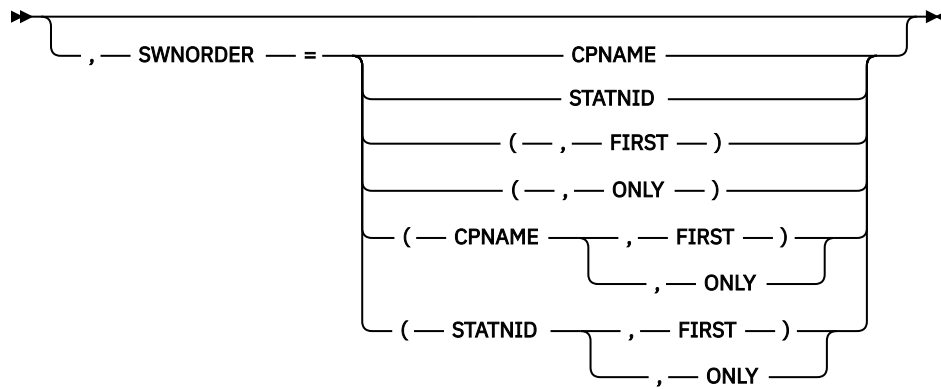 , SWNORDER = CPNAME
STATNID
( , FIRST )
( , ONLY )
( CPNAME , FIRST )
, ONLY
( STATNID , FIRST )
, ONLY